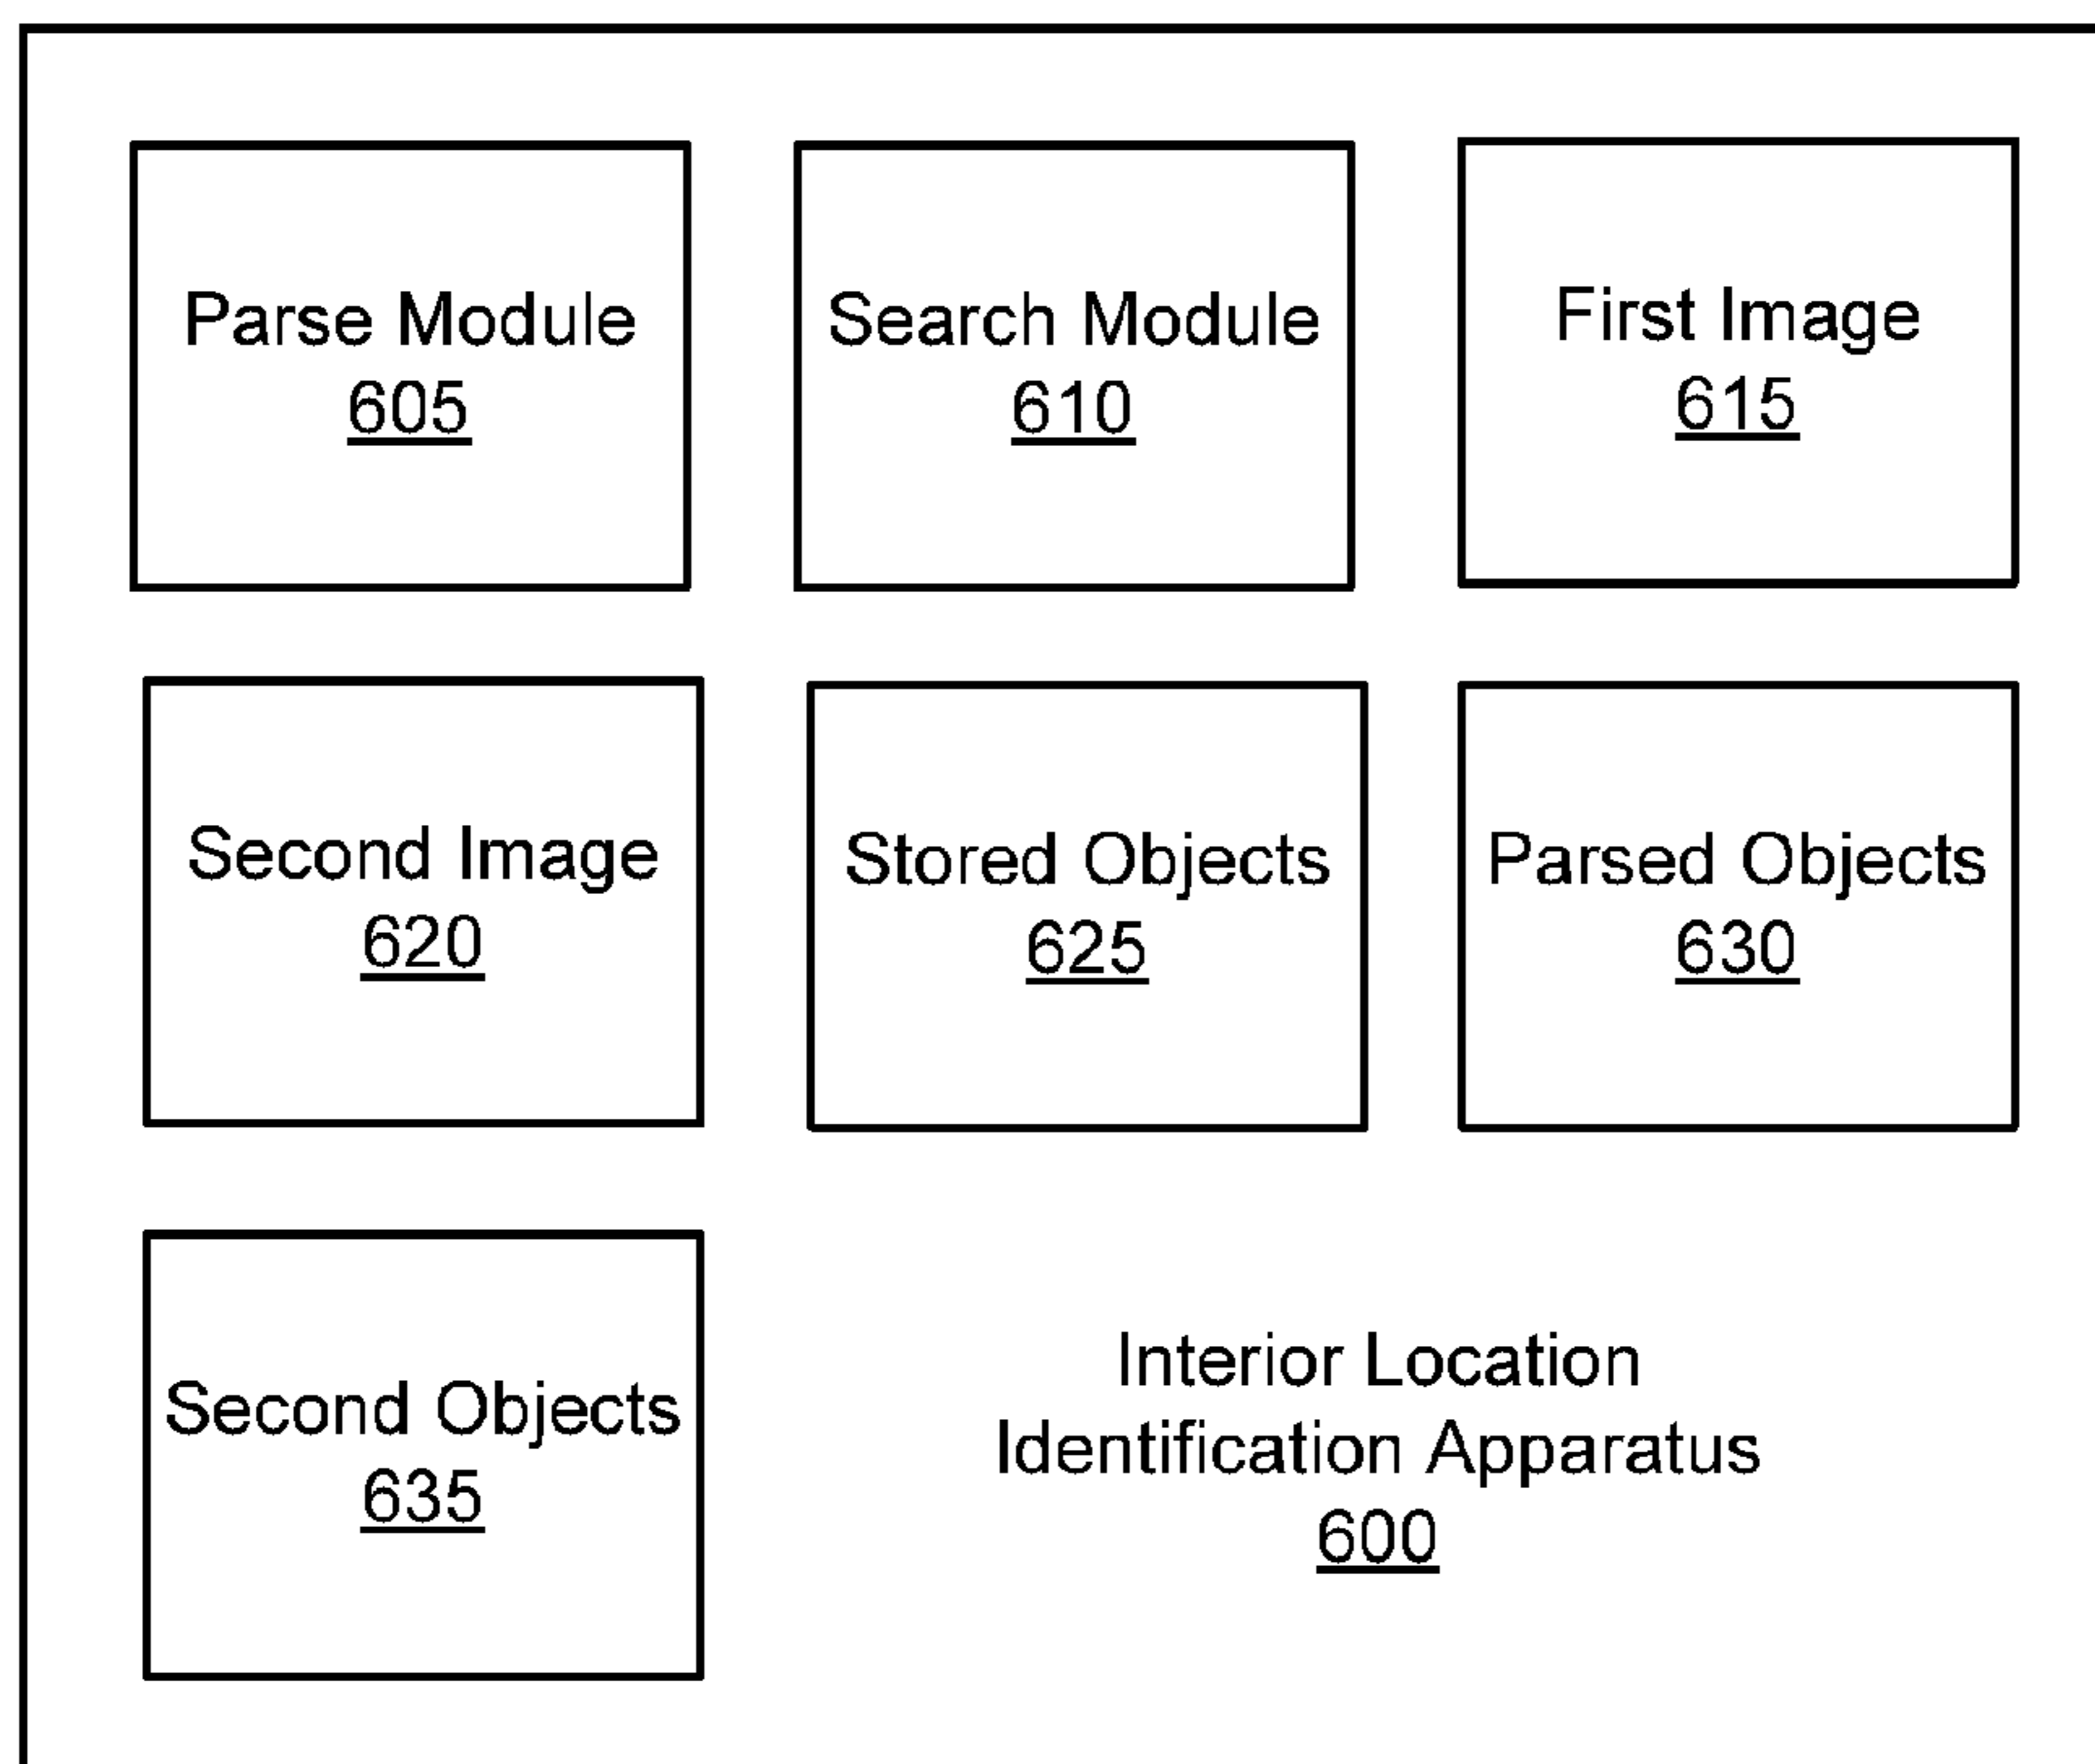 Parse Module
605
Search Module
610
First Image
615
Second Image
620
Stored Objects
625
Parsed Objects
630
Second Objects
635
Interior Location
Identification Apparatus
600